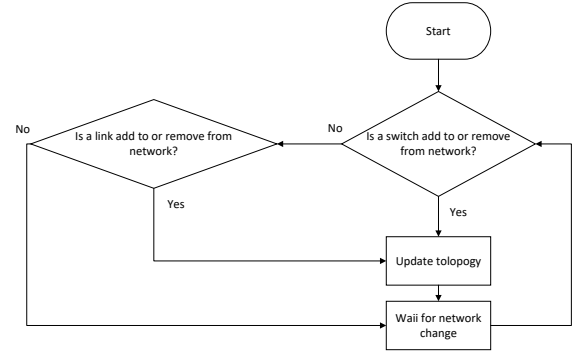 Start
Is a switch add to or remove
from network?
No
Is a link add to or remove from
network?
No
Yes
Yes
Update tolopogy
Waii for network
change